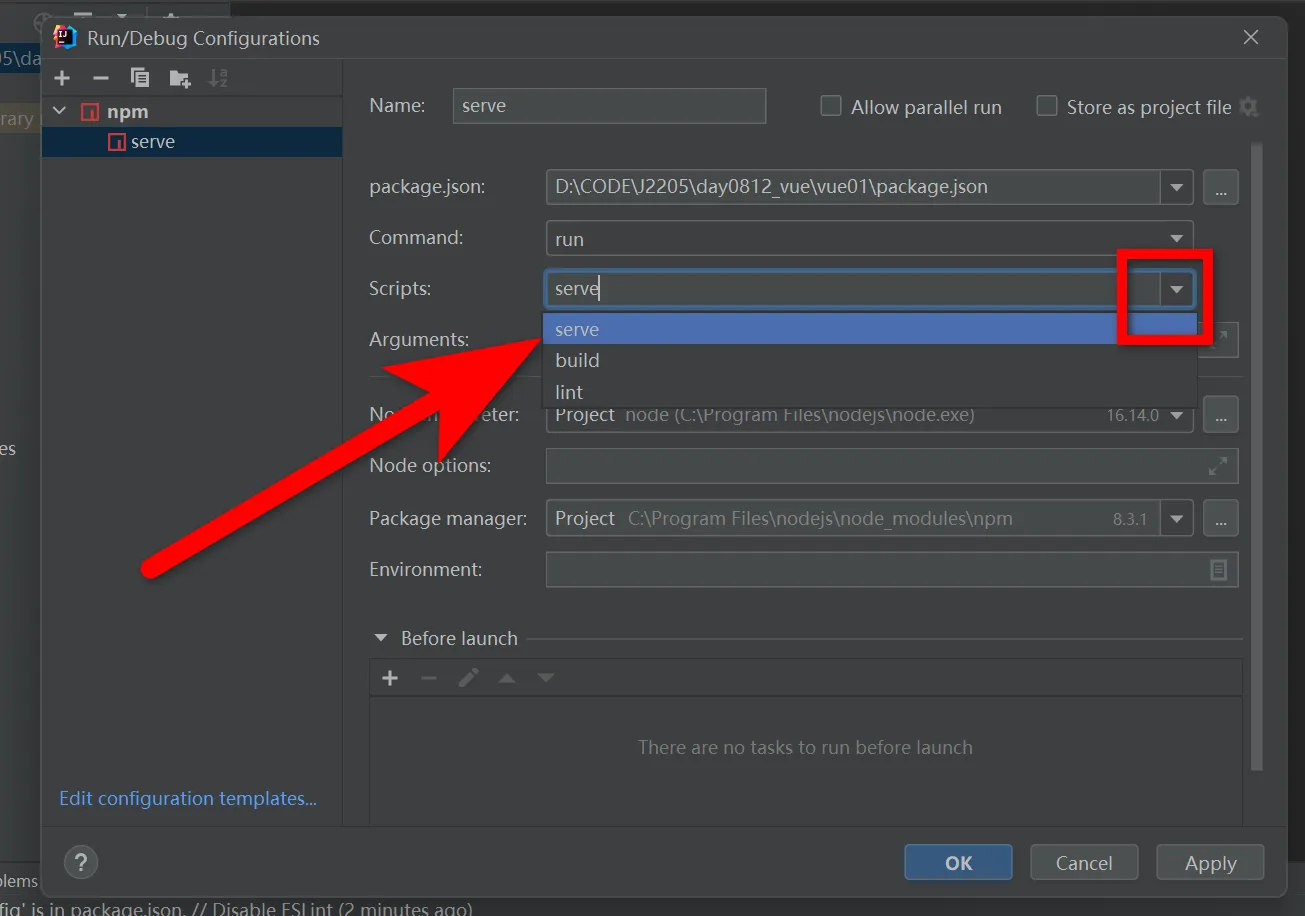 5\da
Run/Debug Configurations
rary
npm
serve
Name: serve
Allow parallel run
Store as project file
package.json: D:\CODE\J2205\day0812_vue\vue01\package.json ...
Command: run
Scripts: serve
serve
Arguments:
build
lint
Project node (C:\Program Files\nodejs\node.exe) 16.14.0 ...
es
Node options:
Package manager: Project C:\Program Files\nodejs\node_modules\npm 8.3.1 ...
Environment:
Before launch
There are no tasks to run before launch
Edit configuration templates...
? OK Cancel Apply
blems
fig' is in package.json. // Disable ESLint (2 minutes ago)